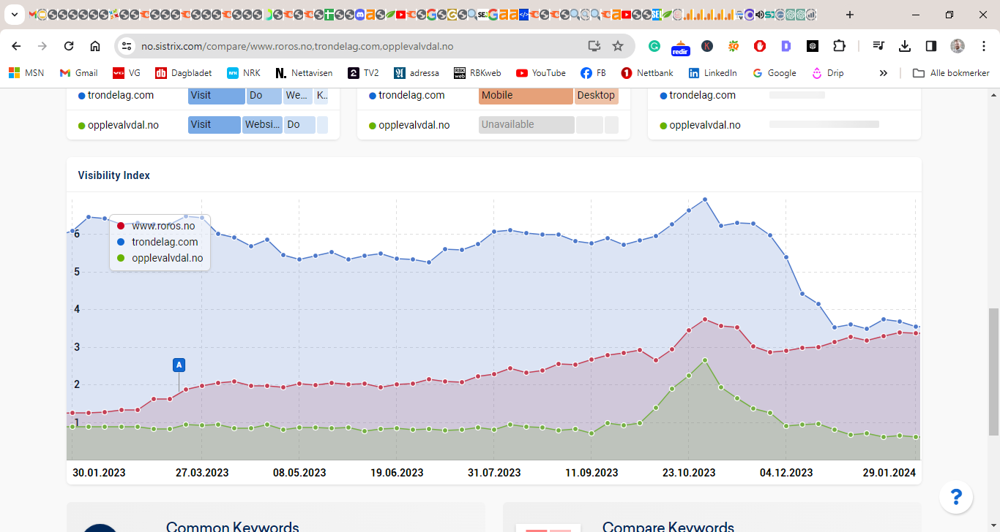 no.sistrix.com/compare/www.roros.no,trondelag.com,opplevalvdal.no
redir
K
SQ
D
MSN Gmail VG Dagbladet NRK Nettavisen TV2 adressa RBKweb YouTube FB Nettbank LinkedIn Google Drip » Alle bokmerker
trondelag.com Visit Do We... K..
trondelag.com Mobile Desktop
trondelag.com
opplevalvdal.no Visit Websi... Do
opplevalvdal.no Unavailable
opplevalvdal.no
Visibility Index
www.roros.no
trondelag.com
opplevalvdal.no
6
5
4
3
A
2
1
30.01.2023 27.03.2023 08.05.2023 19.06.2023 31.07.2023 11.09.2023 23.10.2023 04.12.2023 29.01.2024
?
Common Keywords
Compare Keywords